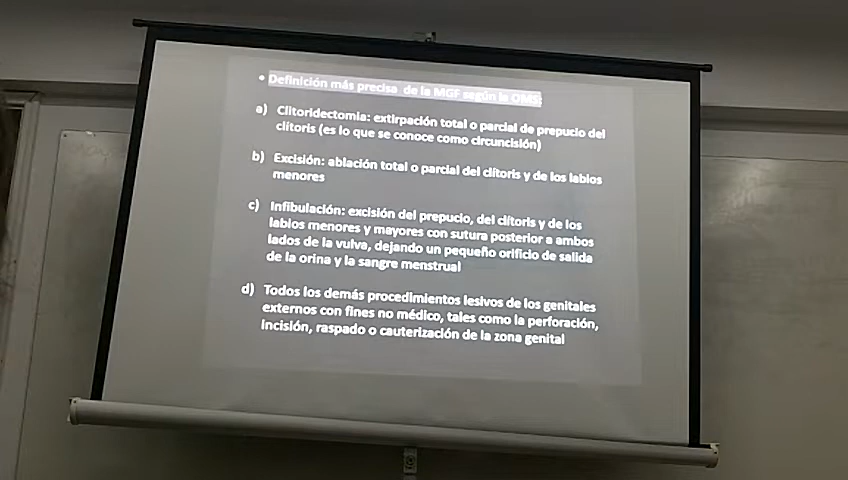 • Definición más precisa de la MGF según la OMS:
a) Clitoridectomia: extirpación total o parcial de prepucio del
clítoris (es lo que se conoce como circuncisión)
b) Excisión: ablación total o parcial del clítoris y de los labios
menores
c) Infibulación: excisión del prepucio, del clítoris y de los
labios menores y mayores con sutura posterior a ambos
lados de la vulva, dejando un pequeño orificio de salida
de la orina y la sangre menstrual
d) Todos los demás procedimientos lesivos de los genitales
externos con fines no médico, tales como la perforación,
incisión, raspado o cauterización de la zona genital